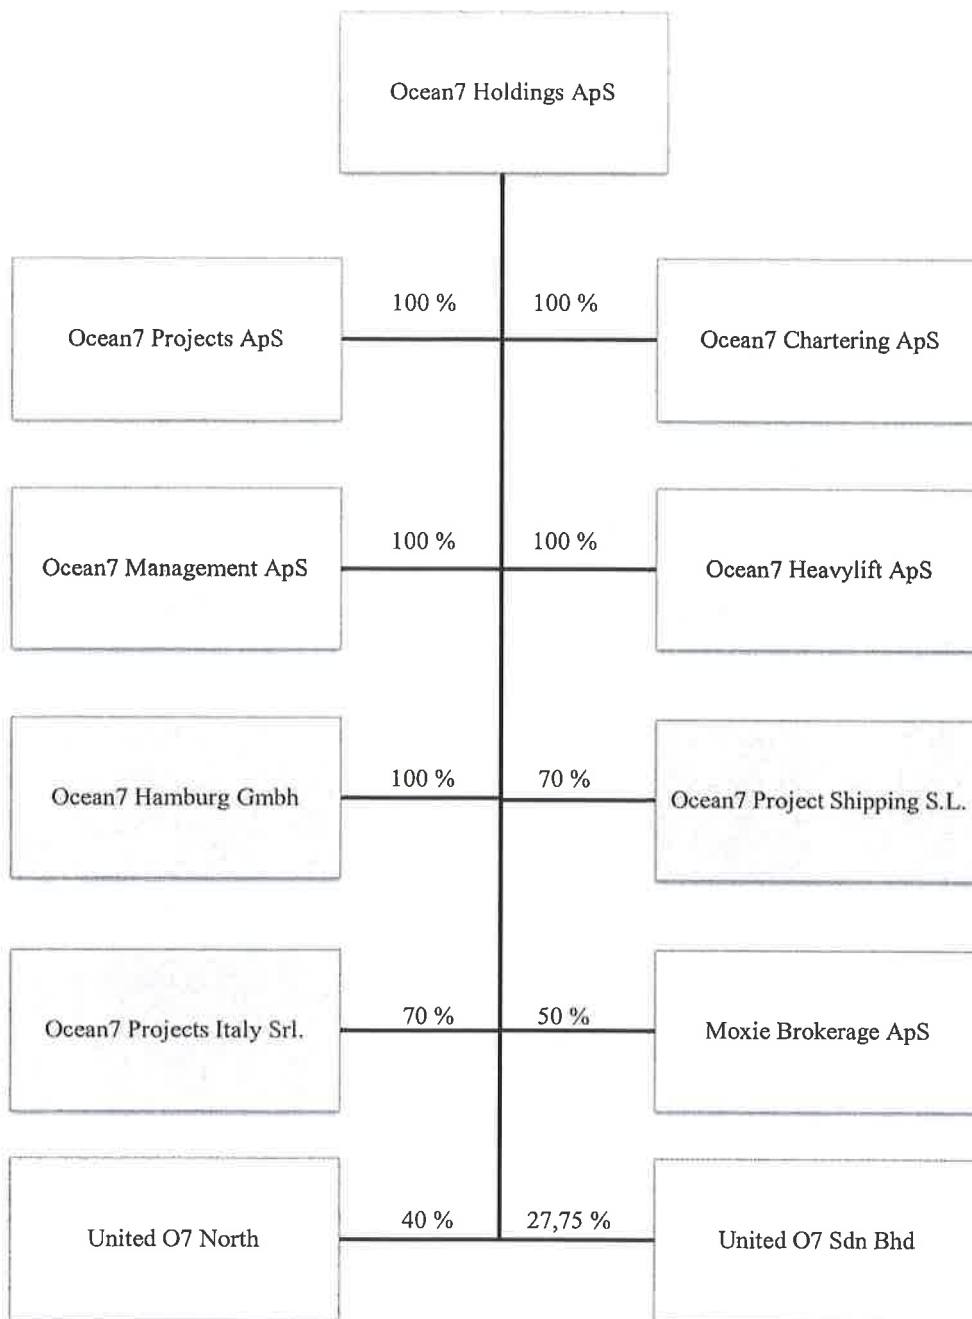 Ocean7 Holdings ApS
100 % 100 %
Ocean7 Projects ApS
Ocean7 Chartering ApS
100 % 100 %
Ocean7 Management ApS
Ocean7 Heavylift ApS
100 % 70 %
Ocean7 Hamburg Gmbh
Ocean7 Project Shipping S.L.
70 % 50 %
Ocean7 Projects Italy Srl.
Moxie Brokerage ApS
40 % 27,75 %
United O7 North
United O7 Sdn Bhd